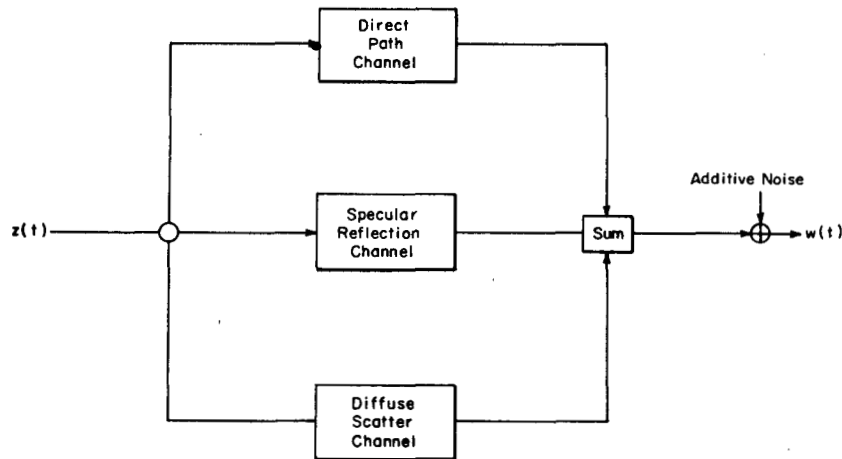 Direct
Path
Channel
Additive Noise
z(t)
Specular
Reflection
Channel
Sum
w(t)
Diffuse
Scatter
Channel